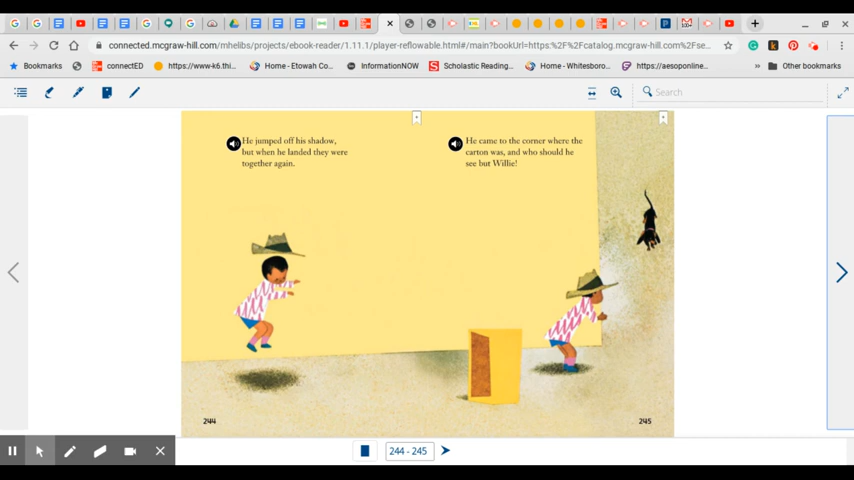 connected.mcgraw-hill.com/mhelibs/projects/ebook-reader/1.11.1/player-reflowable.html#/main?bookUrl=https:%2F%2Fcatalog.mcgraw-hill.com%2Fse...
Bookmarks
connectED
https://www-k6.thi...
Home - Etowah Co...
InformationNOW
Scholastic Reading...
Home - Whitesboro...
https://aesoponline...
»
Other bookmarks
Search
He jumped off his shadow,
but when he landed they were
together again.
He came to the corner where the
carton was, and who should he
see but Willie!
244
245
244 - 245